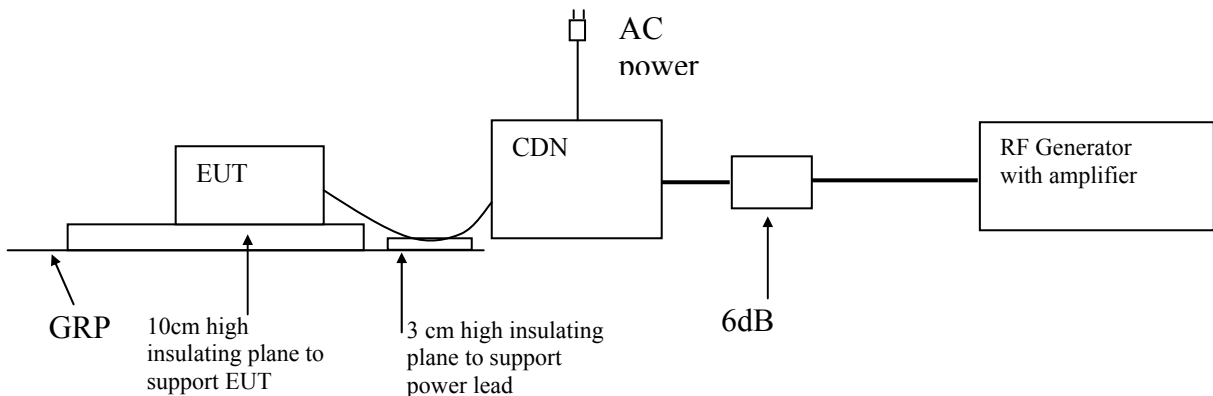 AC
power
CDN
RF Generator
with amplifier
EUT
GRP
10cm high
insulating plane to
support EUT
3 cm high insulating
plane to support
power lead
6dB